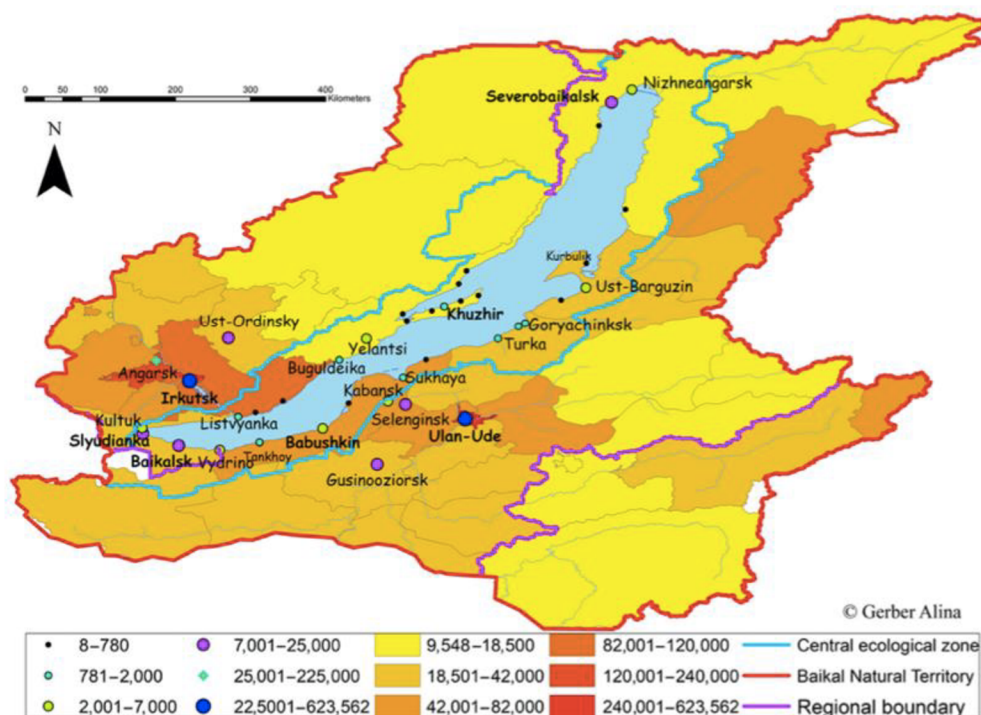 0 50 100 200 300 400
Kilometers
N
Severobaikalsk
Nizhneangarsk
Kurbulik
Ust-Barguzin
Khuzhir
Goryachinksk
Turka
Ust-Ordinsky
Yelantsi
Buguldeika
Sukhaya
Kabansk
Angarsk
Irkutsk
Selenginsk
Ulan-Ude
Kultuk
Listvyanka
Slyudianka
Babushkin
Baikalsk
Vydrino
Tankhoy
Gusinooziorsk
© Gerber Alina
8–780 7,001–25,000 9,548–18,500 82,001–120,000 Central ecological zone
781–2,000 25,001–225,000 18,501–42,000 120,001–240,000 Baikal Natural Territory
2,001–7,000 22,5001–623,562 42,001–82,000 240,001–623,562 Regional boundary